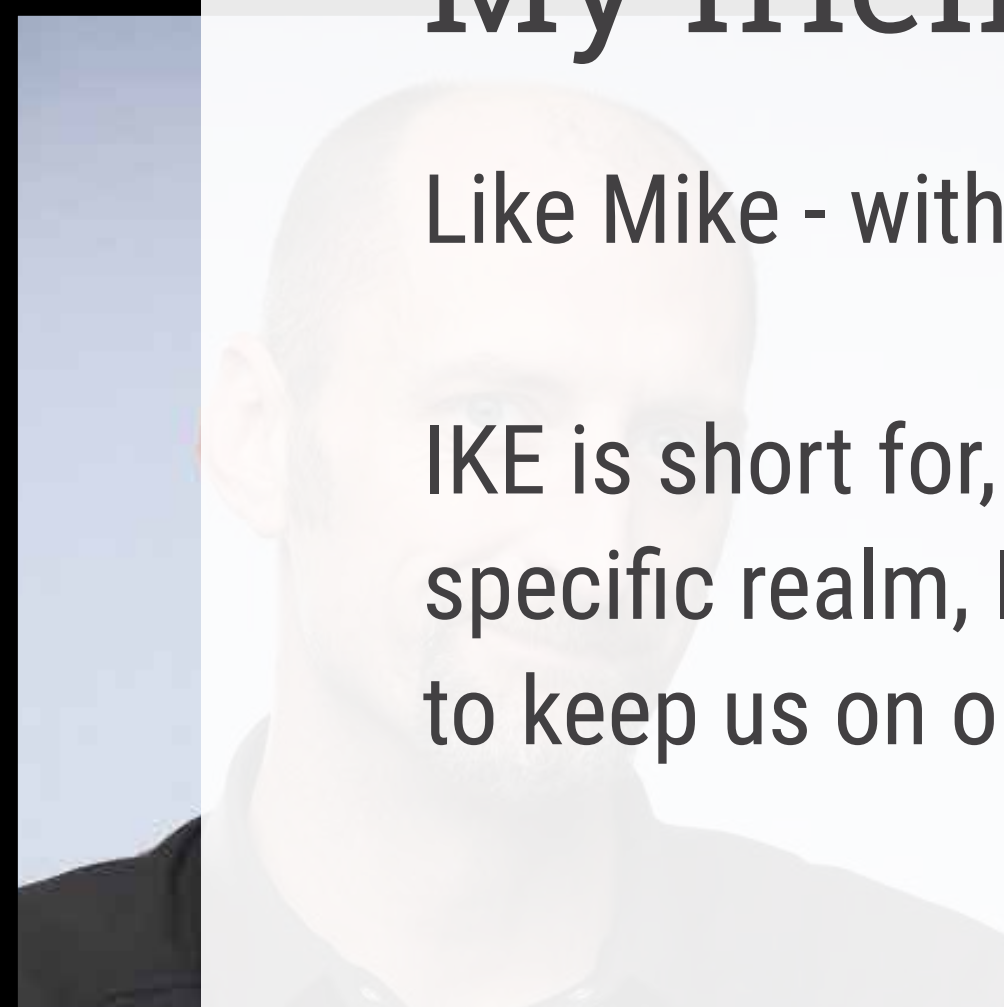 My
Like Mike - with
IKE is short for,
specific realm,
to keep us on